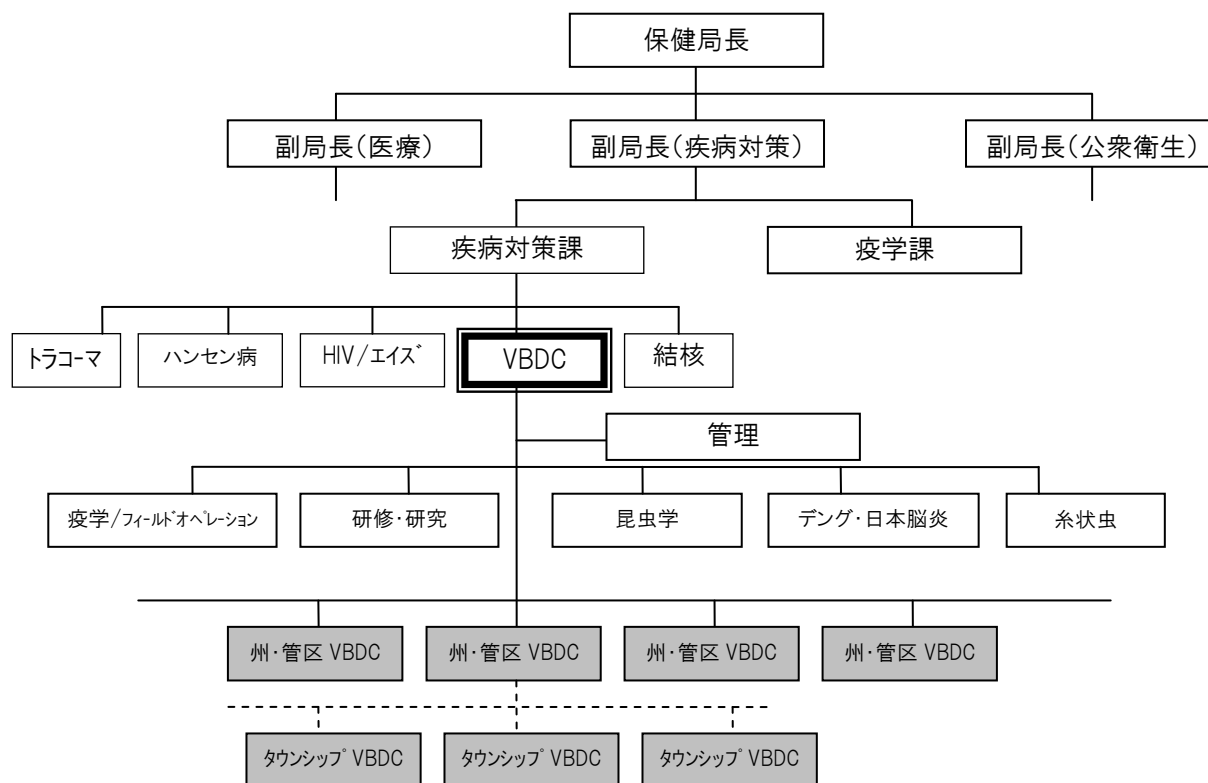 保健局長
副局長(医療)
副局長(疾病対策)
副局長(公衆衛生)
疾病対策課
疫学課
トラコーマ
ハンセン病
HIV/エイズ
VBDC
結核
管理
疫学/フィールドオペレーション
研修・研究
昆虫学
デング・日本脳炎
糸状虫
州・管区 VBDC
州・管区 VBDC
州・管区 VBDC
州・管区 VBDC
タウンシップ VBDC
タウンシップ VBDC
タウンシップ VBDC